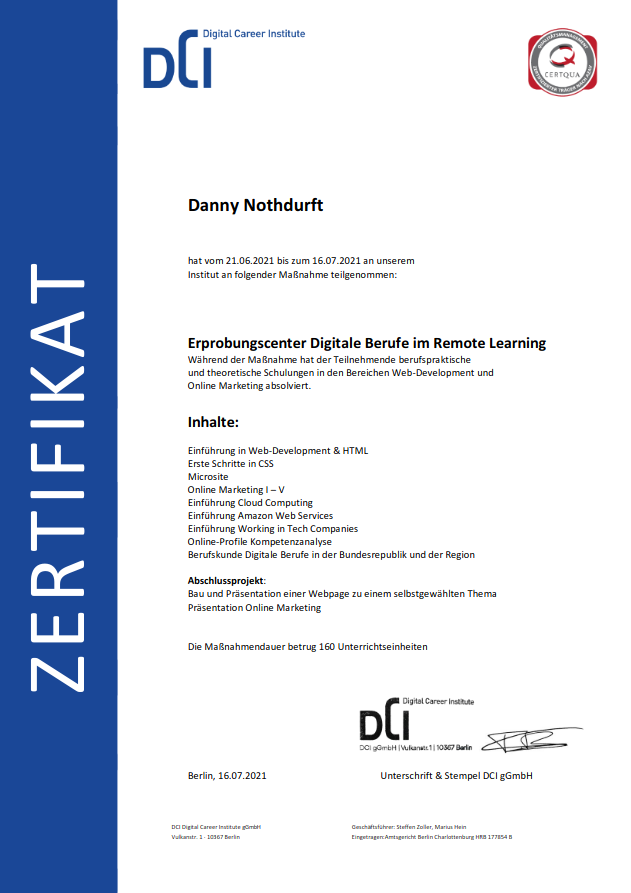 Digital Career Institute
DCI
QUALITÄTSMANAGEMENT
CERTQUA
ZERTIFIKAT
Danny Nothdurft
hat vom 21.06.2021 bis zum 16.07.2021 an unserem
Institut an folgender Maßnahme teilgenommen:
Erprobungscenter Digitale Berufe im Remote Learning
Während der Maßnahme hat der Teilnehmende berufspraktische
und theoretische Schulungen in den Bereichen Web-Development und
Online Marketing absolviert.
Inhalte:
Einführung in Web-Development & HTML
Erste Schritte in CSS
Microsite
Online Marketing I – V
Einführung Cloud Computing
Einführung Amazon Web Services
Einführung Working in Tech Companies
Online-Profile Kompetenzanalyse
Berufskunde Digitale Berufe in der Bundesrepublik und der Region
Abschlussprojekt:
Bau und Präsentation einer Webpage zu einem selbstgewählten Thema
Präsentation Online Marketing
Die Maßnahmendauer betrug 160 Unterrichtseinheiten
Digital Career Institute
DCI
DCI gGmbH | Vulkanstr.1 | 10367 Berlin
Berlin, 16.07.2021
Unterschrift & Stempel DCI gGmbH
DCI Digital Career Institute gGmbH
Vulkanstr. 1 - 10367 Berlin
Geschäftsführer: Steffen Zoller, Marius Hein
Eingetragen: Amtsgericht Berlin Charlottenburg HRB 177854 B